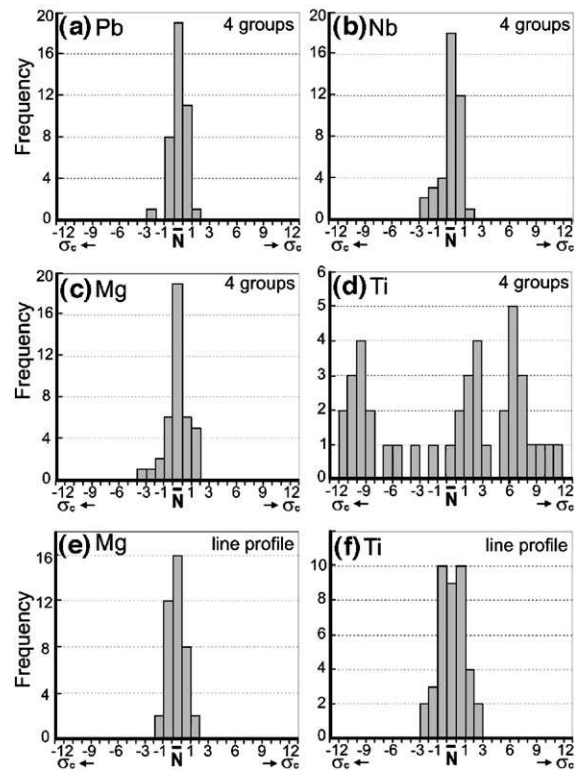 (a) Pb 4 groups
20
16
12
8
4
0
Frequency
-12 -9 -6 -3 -1 1 3 6 9 12
σc ← N̄ → σc
(b) Nb 4 groups
20
16
12
8
4
0
-12 -9 -6 -3 -1 1 3 6 9 12
σc ← N̄ → σc
(c) Mg 4 groups
20
16
12
8
4
0
Frequency
-12 -9 -6 -3 -1 1 3 6 9 12
σc ← N̄ → σc
(d) Ti 4 groups
6
5
4
3
2
1
0
-12 -9 -6 -3 -1 1 3 6 9 12
σc ← N̄ → σc
(e) Mg line profile
16
12
8
4
0
Frequency
-12 -9 -6 -3 -1 1 3 6 9 12
σc ← N̄ → σc
(f) Ti line profile
12
10
8
6
4
2
0
-12 -9 -6 -3 -1 1 3 6 9 12
σc ← N̄ → σc